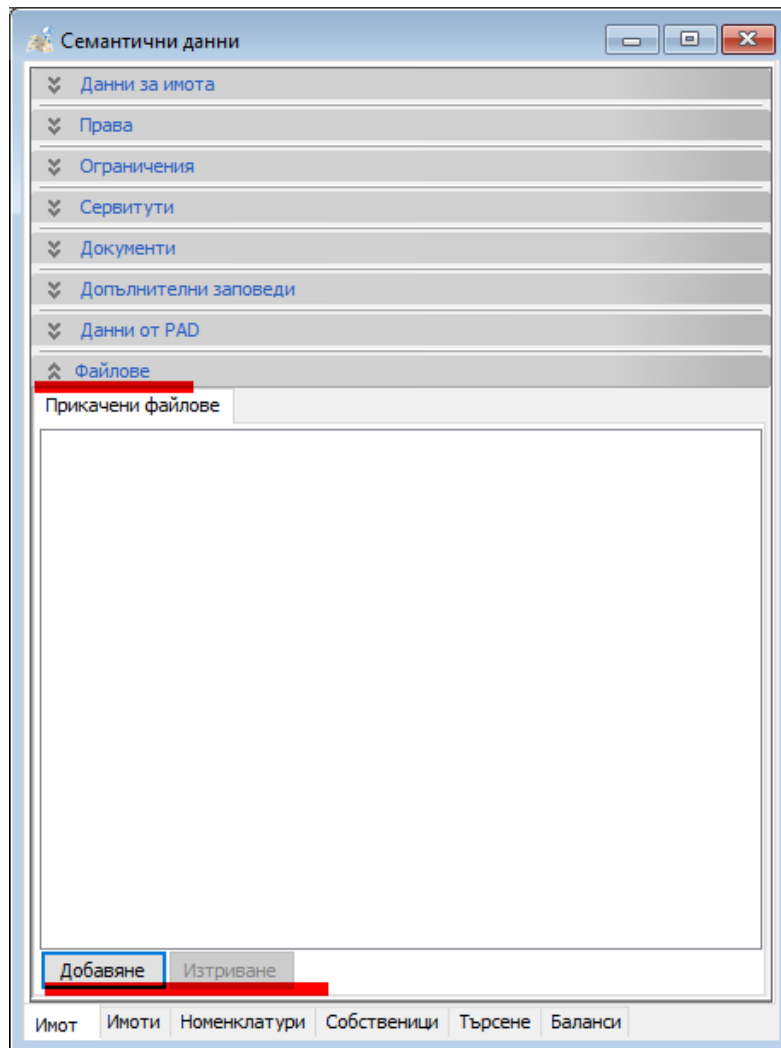 Семантични данни
Данни за имота
Права
Ограничения
Сервитути
Документи
Допълнителни заповеди
Данни от PAD
Файлове
Прикачени файлове
Добавяне Изтриване
Имот Имоти Номенклатури Собственици Търсене Баланси